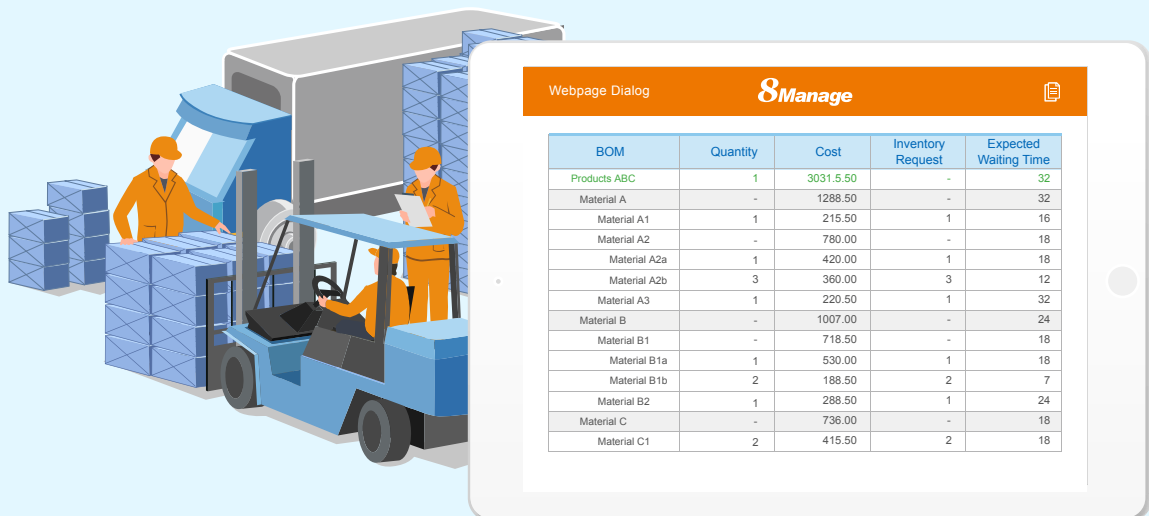 Webpage Dialog 8Manage
BOM Quantity Cost Inventory Request Expected Waiting Time
Products ABC 1 3031.5.50 - 32
Material A - 1288.50 - 32
Material A1 1 215.50 1 16
Material A2 - 780.00 - 18
Material A2a 1 420.00 1 18
Material A2b 3 360.00 3 12
Material A3 1 220.50 1 32
Material B - 1007.00 - 24
Material B1 - 718.50 - 18
Material B1a 1 530.00 1 18
Material B1b 2 188.50 2 7
Material B2 1 288.50 1 24
Material C - 736.00 - 18
Material C1 2 415.50 2 18